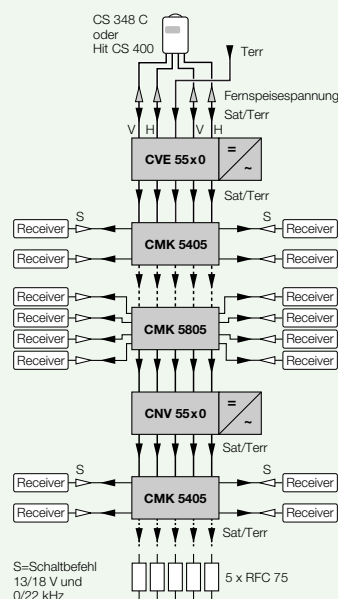 CS 348 C
oder
Hit CS 400
Terr
Fernspeisespannung
Sat/Terr
V H V H
CVE 55x0 = ~
Sat/Terr
S S
Receiver CMK 5405 Receiver
Receiver Receiver
Receiver Receiver
Receiver CMK 5805 Receiver
Receiver Receiver
Receiver Receiver
CNV 55x0 = ~
Sat/Terr
S S
Receiver CMK 5405 Receiver
Receiver Receiver
Sat/Terr
S=Schaltbefehl
13/18 V und
0/22 kHz
5 x RFC 75